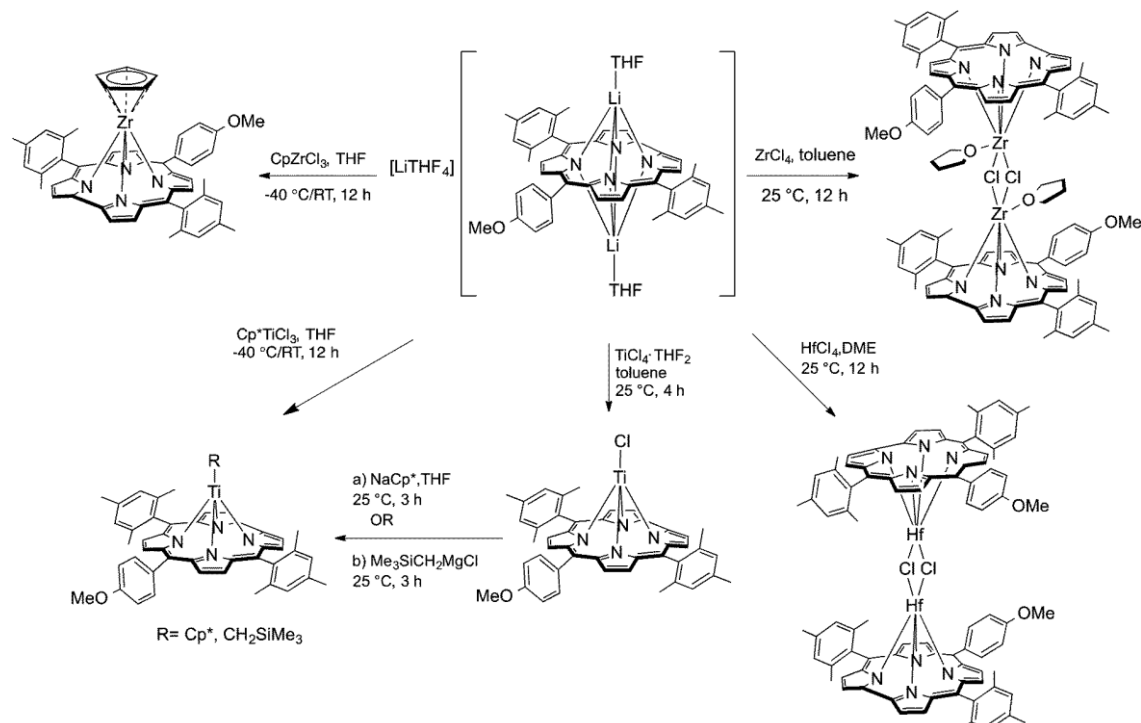 Zr
N
N
N
N
OMe
CpZrCl3, THF
-40 °C/RT, 12 h
[LiTHF4]
THF
Li
N
N
N
N
MeO
Li
THF
ZrCl4, toluene
25 °C, 12 h
N
N
N
N
MeO
Zr
O
Cl
Cl
O
Zr
OMe
N
N
N
N
Cp*TiCl3, THF
-40 °C/RT, 12 h
TiCl4· THF2
toluene
25 °C, 4 h
HfCl4,DME
25 °C, 12 h
R
Ti
N
N
N
N
MeO
R= Cp*, CH2SiMe3
a) NaCp*,THF
25 °C, 3 h
OR
b) Me3SiCH2MgCl
25 °C, 3 h
Cl
Ti
N
N
N
N
MeO
N
N
N
N
OMe
Hf
Cl
Cl
Hf
OMe
N
N
N
N